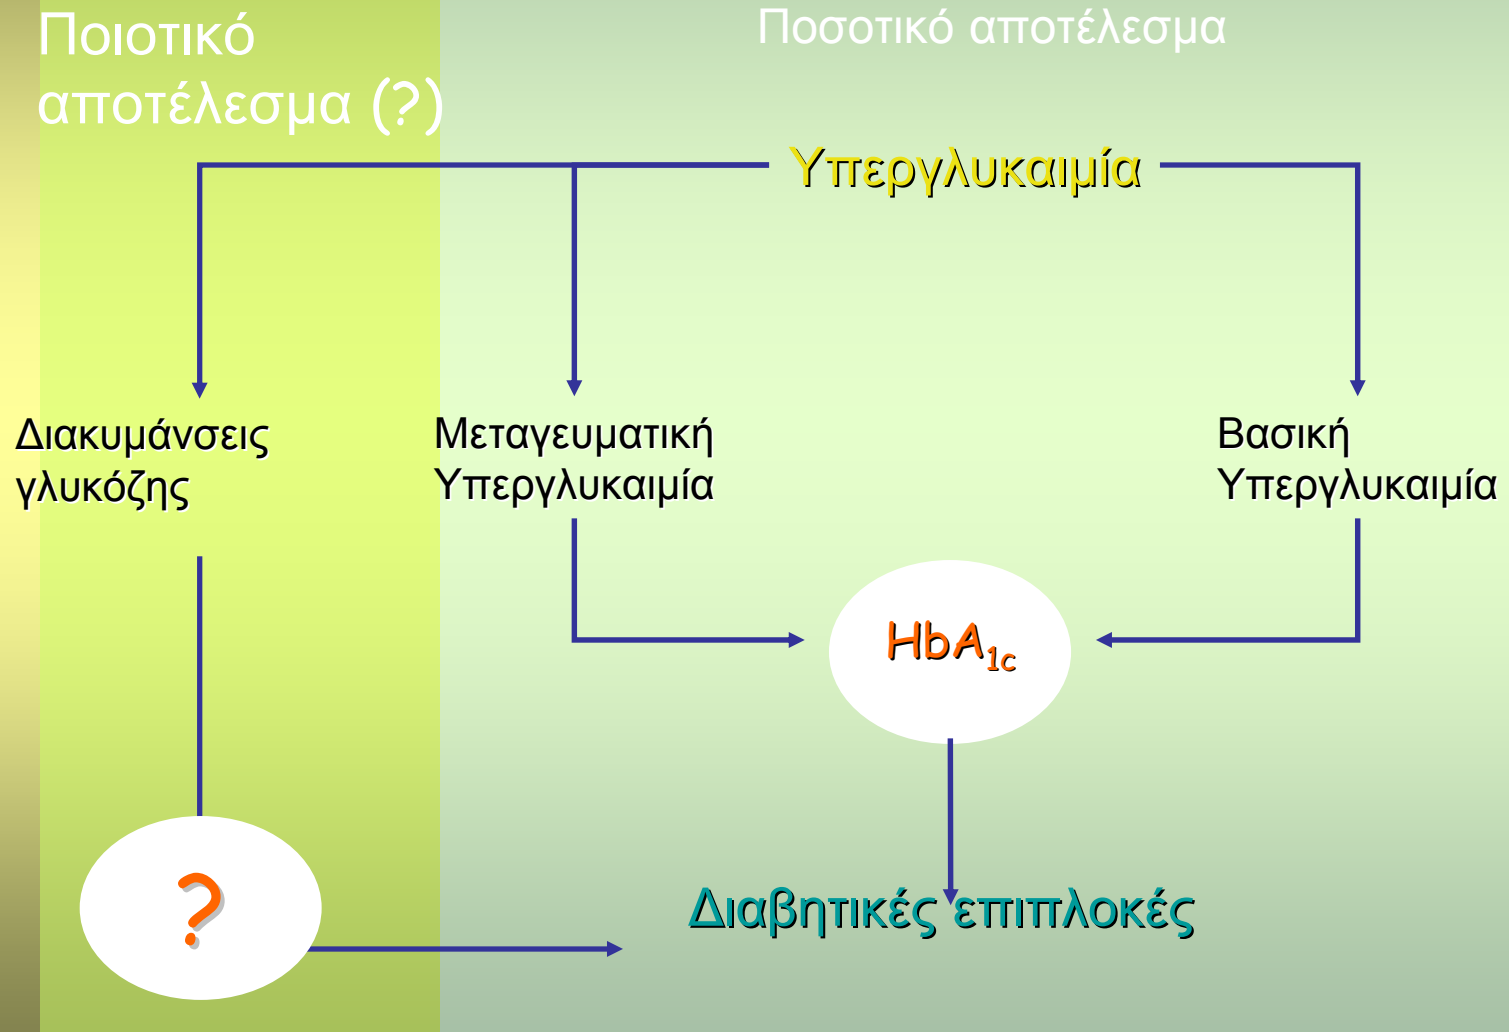 Ποιοτικό
αποτέλεσμα (?)
Ποσοτικό αποτέλεσμα
Υπεργλυκαιμία
Διακυμάνσεις
γλυκόζης
Μεταγευματική
Υπεργλυκαιμία
Βασική
Υπεργλυκαιμία
HbA1c
?
Διαβητικές επιπλοκές